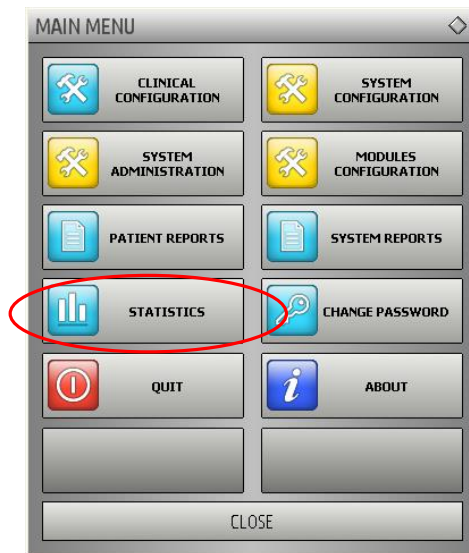 MAIN MENU
CLINICAL
CONFIGURATION
SYSTEM
CONFIGURATION
SYSTEM
ADMINISTRATION
MODULES
CONFIGURATION
PATIENT REPORTS
SYSTEM REPORTS
STATISTICS
CHANGE PASSWORD
QUIT
ABOUT
CLOSE